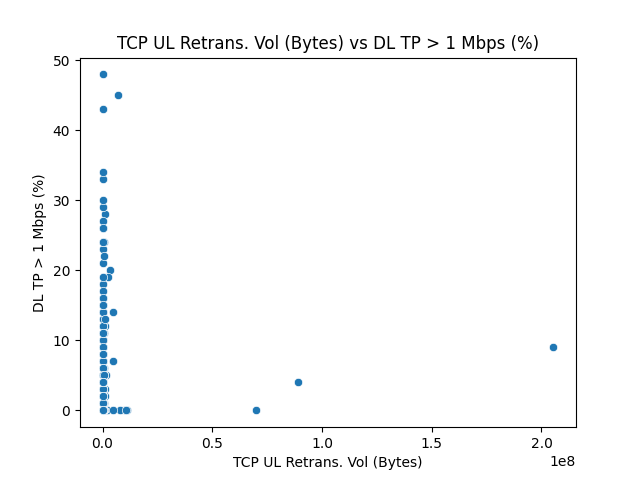 TCP UL Retrans. Vol (Bytes) vs DL TP > 1 Mbps (%)
50
40
30
20
10
0
DL TP > 1 Mbps (%)
0.0 0.5 1.0 1.5 2.0
1e8
TCP UL Retrans. Vol (Bytes)